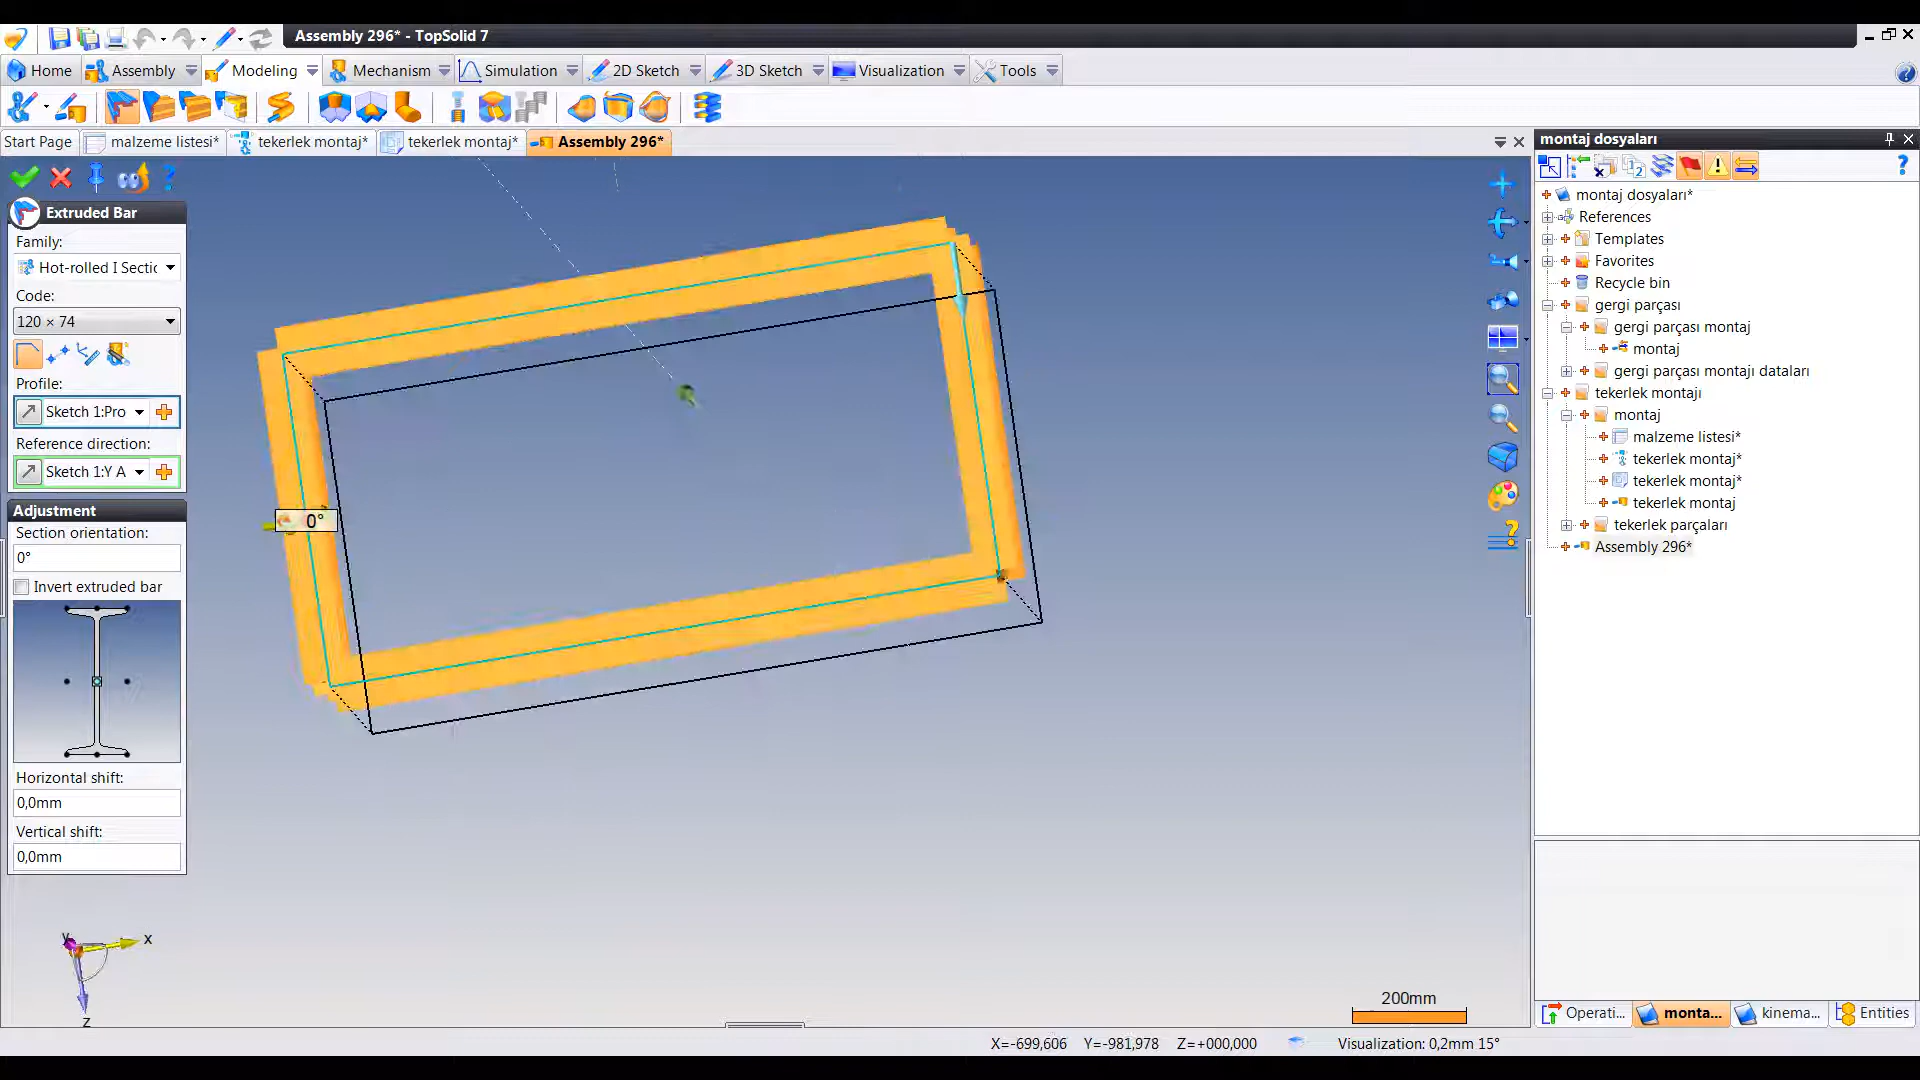 Assembly 296* - TopSolid 7
Home
Assembly
Modeling
Mechanism
Simulation
2D Sketch
3D Sketch
Visualization
Tools
Start Page
malzeme listesi*
tekerlek montaj*
tekerlek montaj*
Assembly 296*
Extruded Bar
Family:
Hot-rolled I Sectic
Code:
120 × 74
Profile:
Sketch 1:Pro
Reference direction:
Sketch 1:Y A
Adjustment
Section orientation:
0°
Invert extruded bar
Horizontal shift:
0,0mm
Vertical shift:
0,0mm
0°
Y
X
Z
200mm
X=-699,606 Y=-981,978 Z=+000,000
Visualization: 0,2mm 15°
montaj dosyaları
montaj dosyaları*
References
Templates
Favorites
Recycle bin
gergi parçası
gergi parçası montaj
montaj
gergi parçası montajı dataları
tekerlek montajı
montaj
malzeme listesi*
tekerlek montaj*
tekerlek montaj*
tekerlek montaj
tekerlek parçaları
Assembly 296*
Operati...
monta...
kinema...
Entities